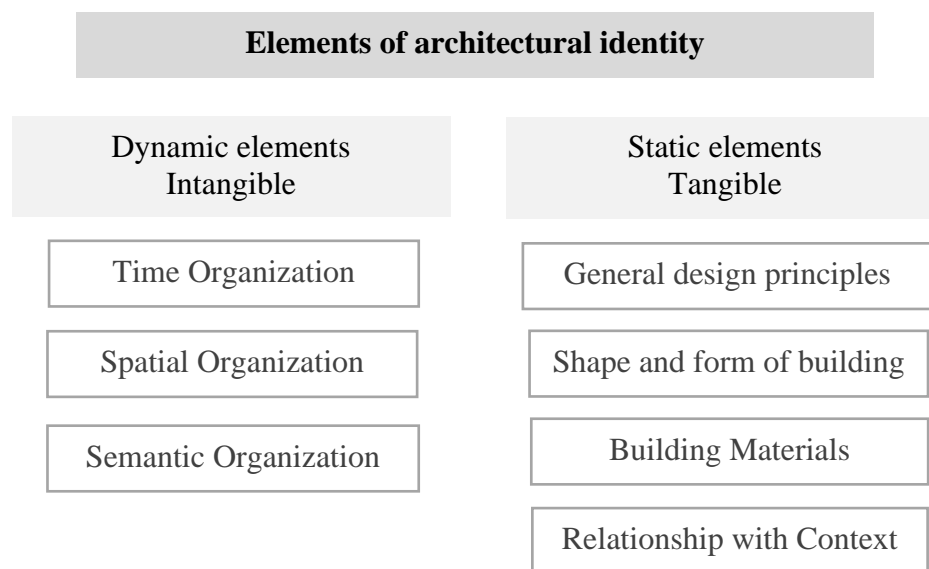 Elements of architectural identity
Dynamic elements
Intangible
Time Organization
Spatial Organization
Semantic Organization
Static elements
Tangible
General design principles
Shape and form of building
Building Materials
Relationship with Context